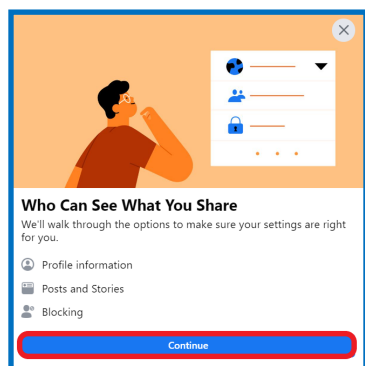 Who Can See What You Share
We'll walk through the options to make sure your settings are right
for you.
Profile information
Posts and Stories
Blocking
Continue